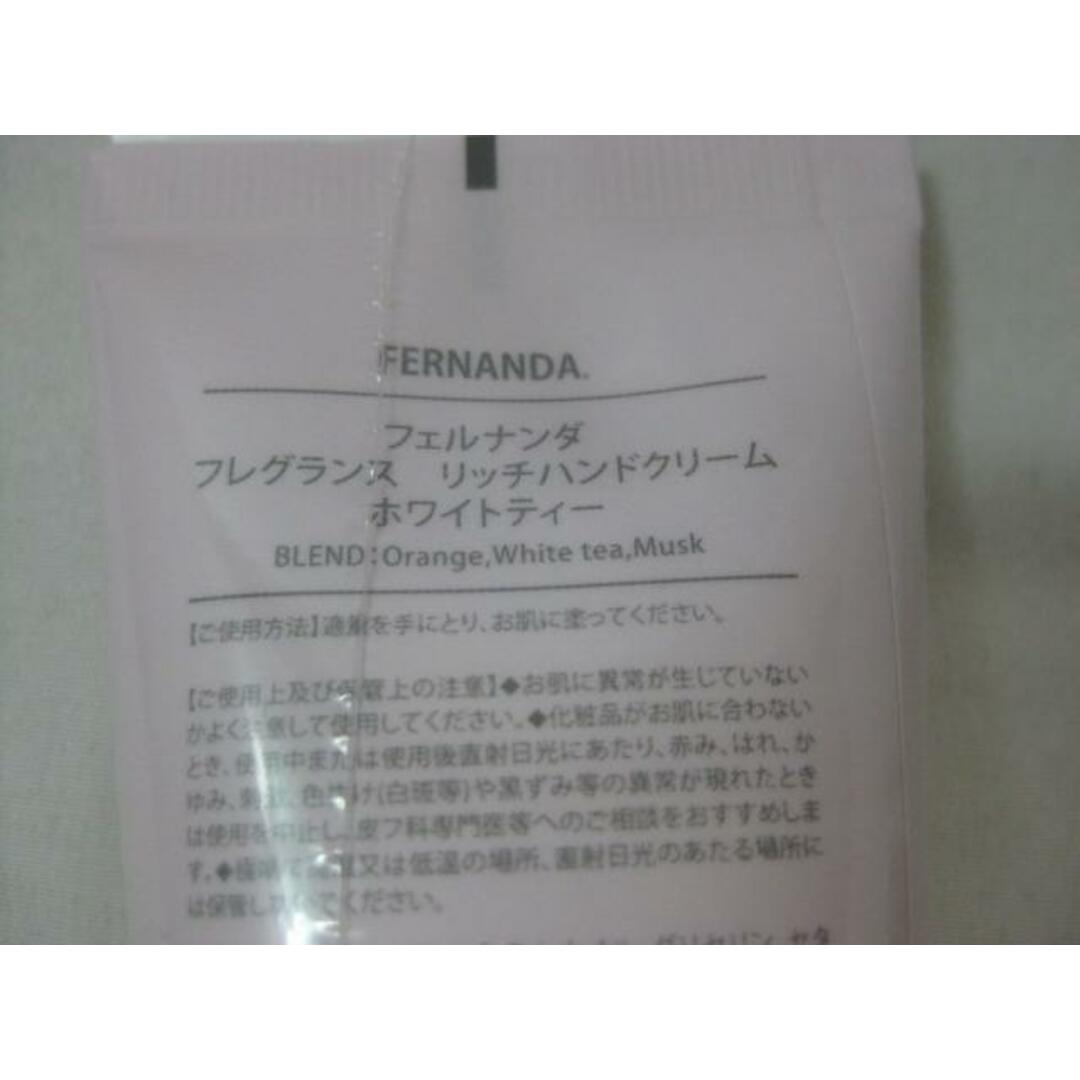 FERNANDA.
フェルナンダ
フレグランス リッチハンドクリーム
ホワイトティー
BLEND:Orange,White tea,Musk
【ご使用方法】適量を手にとり、お肌に塗ってください。
【ご使用上及び保管上の注意】◆お肌に異常が生じていない
かよく注意して使用してください。◆化粧品がお肌に合わない
とき、使用中または使用後直射日光にあたり、赤み、はれ、か
ゆみ、刺激、色抜け(白斑等)や黒ずみ等の異常が現れたとき
は使用を中止し、皮フ科専門医等へのご相談をおすすめしま
す。◆極端に高温又は低温の場所、直射日光のあたる場所に
は保管しないでください。
グリセリン、セタ